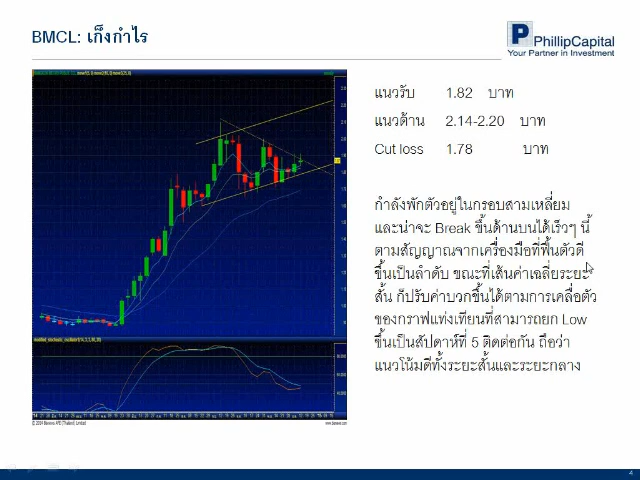 BMCL: เก็งกำไร
PhillipCapital
Your Partner in Investment
แนวรับ 1.82 บาท
แนวต้าน 2.14-2.20 บาท
Cut loss 1.78 บาท
กำลังพักตัวอยู่ในกรอบสามเหลี่ยม
และน่าจะ Break ขึ้นด้านบนได้เร็วๆ นี้
ตามสัญญาณจากเครื่องมือที่ฟื้นตัวดี
ขึ้นเป็นลำดับ ขณะที่เส้นค่าเฉลี่ยระยะ
สั้น ก็ปรับค่าบวกขึ้นได้ตามการเคลื่อตัว
ของกราฟแท่งเทียนที่สามารถยก Low
ขึ้นเป็นสัปดาห์ที่ 5 ติดต่อกัน ถือว่า
แนวโน้มดีทั้งระยะสั้นและระยะกลาง
4